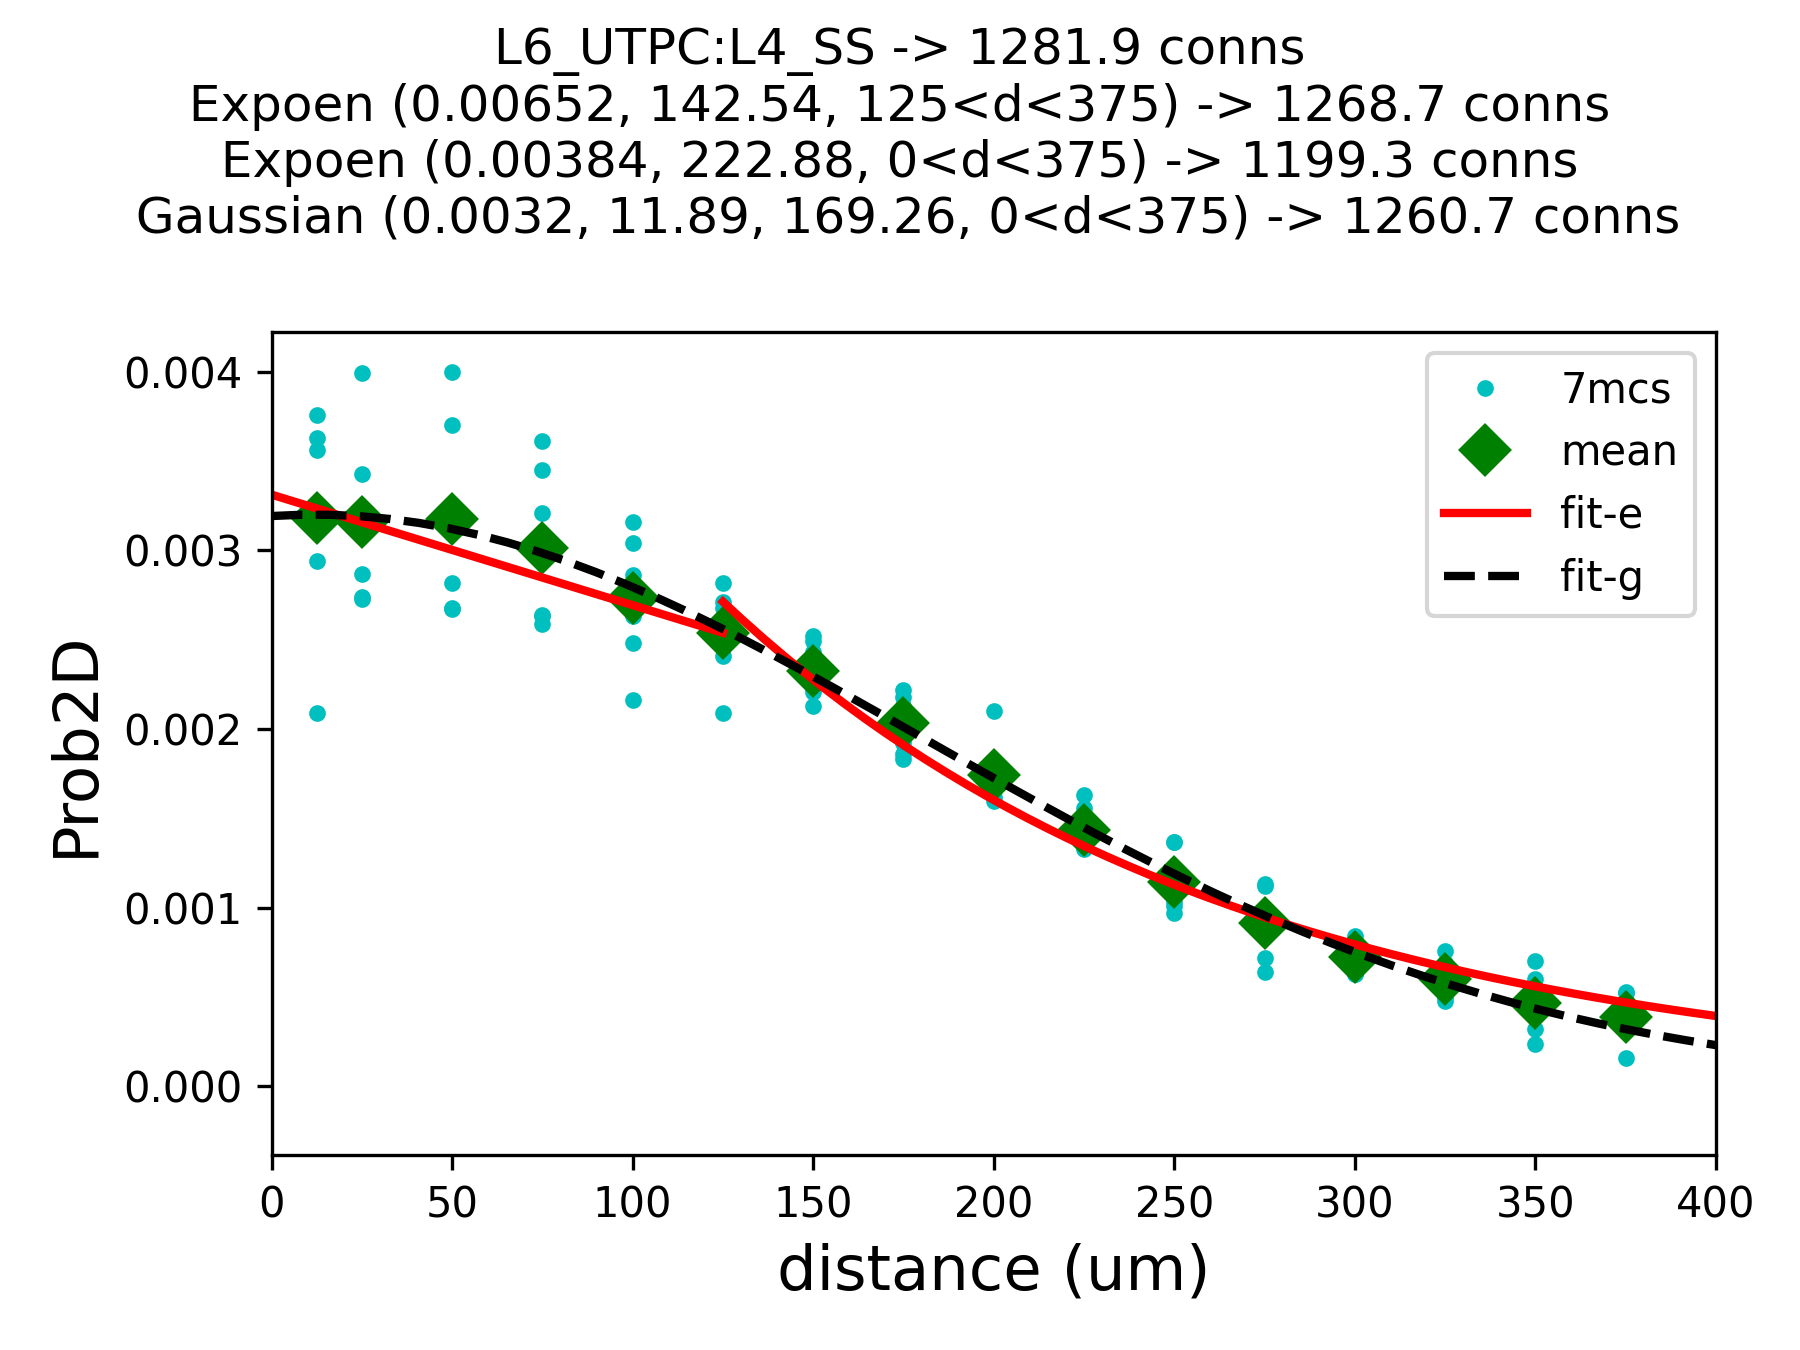 L6_UTPC:L4_SS -> 1281.9 conns
Expoen (0.00652, 142.54, 125<d<375) -> 1268.7 conns
Expoen (0.00384, 222.88, 0<d<375) -> 1199.3 conns
Gaussian (0.0032, 11.89, 169.26, 0<d<375) -> 1260.7 conns
0.004
0.003
0.002
0.001
0.000
Prob2D
7mcs
mean
fit-e
fit-g
0 50 100 150 200 250 300 350 400
distance (um)